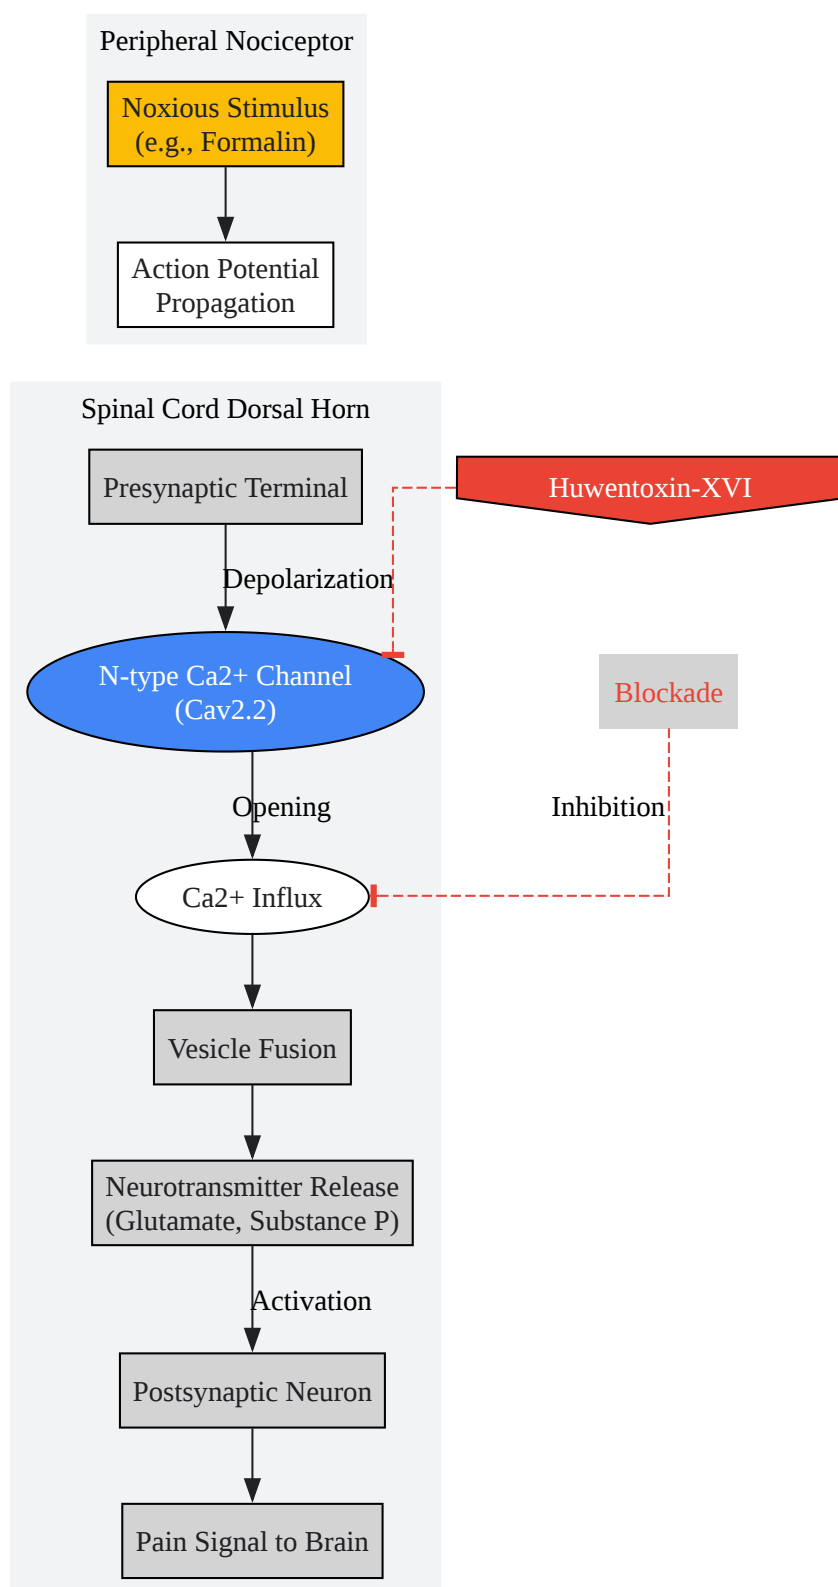 Peripheral Nociceptor
Noxious Stimulus
(e.g., Formalin)
Action Potential
Propagation
Spinal Cord Dorsal Horn
Presynaptic Terminal
Huwentoxin-XVI
Depolarization
N-type Ca2+ Channel
(Cav2.2)
Blockade
Opening
Inhibition
Ca2+ Influx
Vesicle Fusion
Neurotransmitter Release
(Glutamate, Substance P)
Activation
Postsynaptic Neuron
Pain Signal to Brain